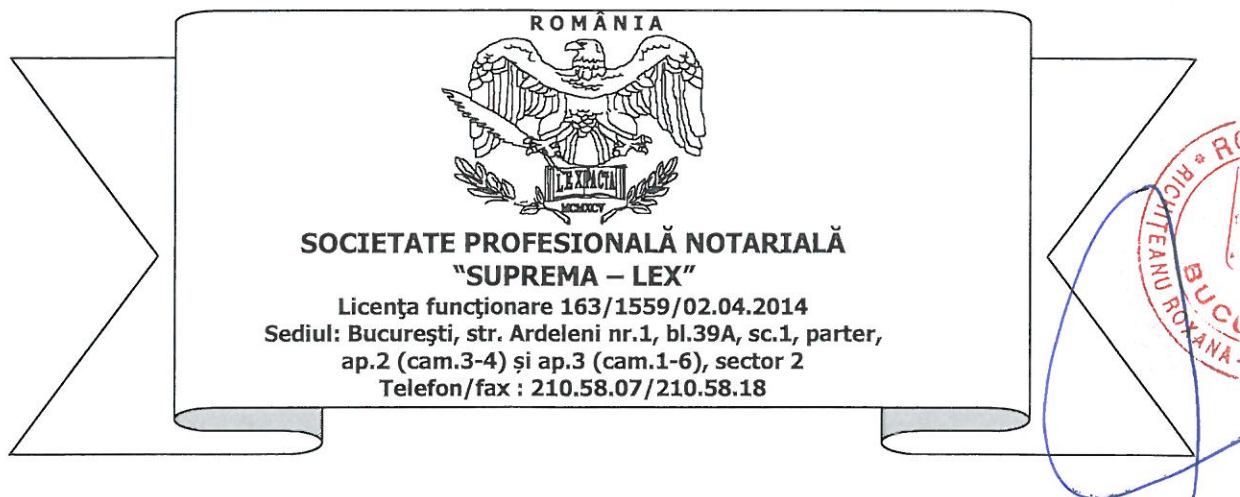 ROMÂNIA
LEX PACTA
MCMXCV
SOCIETATE PROFESIONALĂ NOTARIALĂ
“SUPREMA – LEX”
Licenţa funcţionare 163/1559/02.04.2014
Sediul: Bucureşti, str. Ardeleni nr.1, bl.39A, sc.1, parter,
ap.2 (cam.3-4) și ap.3 (cam.1-6), sector 2
Telefon/fax : 210.58.07/210.58.18